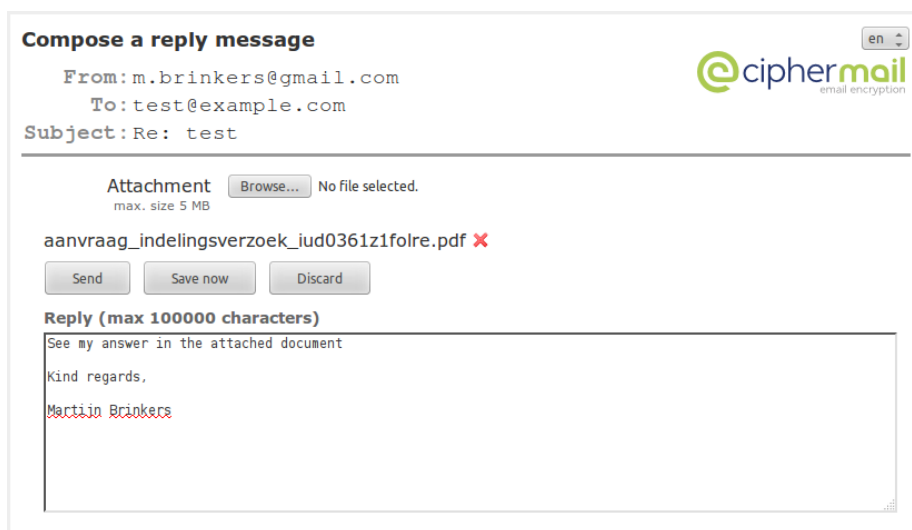 Compose a reply message
en
ciphermail
email encryption
From: m.brinkers@gmail.com
To: test@example.com
Subject: Re: test
Attachment Browse... No file selected.
max. size 5 MB
aanvraag_indelingsverzoek_iud0361z1folre.pdf
Send Save now Discard
Reply (max 100000 characters)
See my answer in the attached document
Kind regards,
Martijn Brinkers